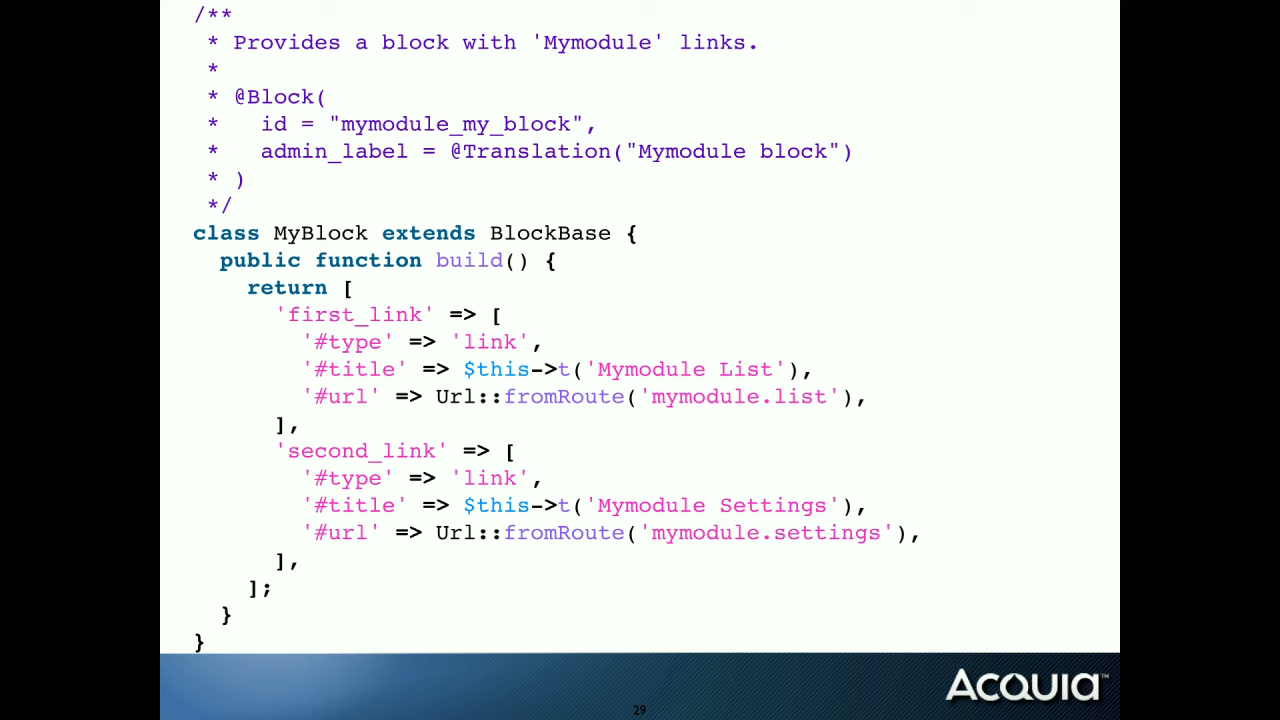 /**
 * Provides a block with 'Mymodule' links.
 *
 * @Block(
 *   id = "mymodule_my_block",
 *   admin_label = @Translation("Mymodule block")
 * )
 */
class MyBlock extends BlockBase {
  public function build() {
    return [
      'first_link' => [
        '#type' => 'link',
        '#title' => $this->t('Mymodule List'),
        '#url' => Url::fromRoute('mymodule.list'),
      ],
      'second_link' => [
        '#type' => 'link',
        '#title' => $this->t('Mymodule Settings'),
        '#url' => Url::fromRoute('mymodule.settings'),
      ],
    ];
  }
}
ACQUIA™
29